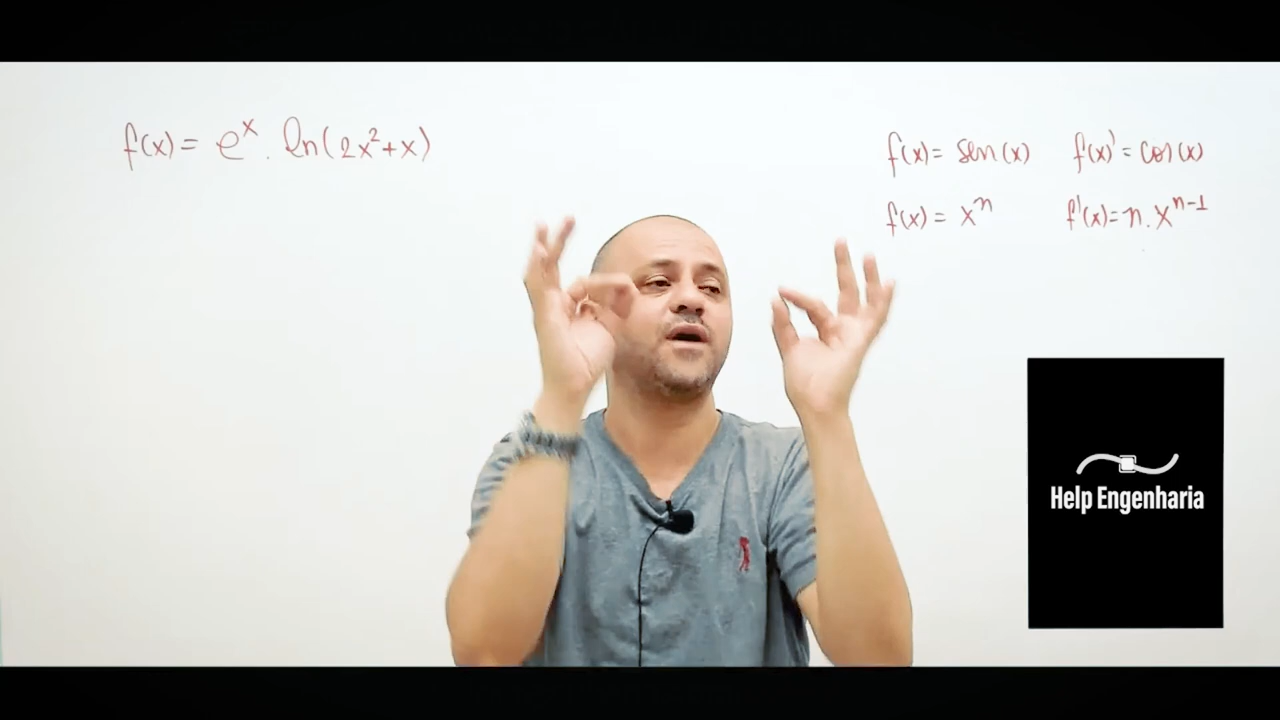 f(x) = e^x . ln(2x²+x)
f(x) = sen(x) f(x)' = cos(x)
f(x) = x^n f'(x) = n . x^{n-1}
Help Engenharia